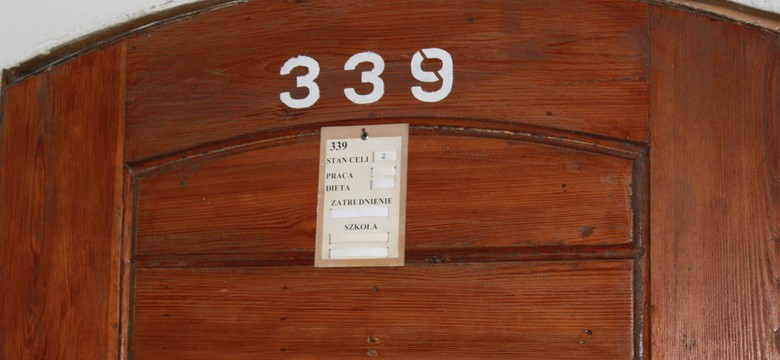 339
339
STAN CELI 2
PRACA
DIETA
ZATRUDNIENIE
SZKOŁA